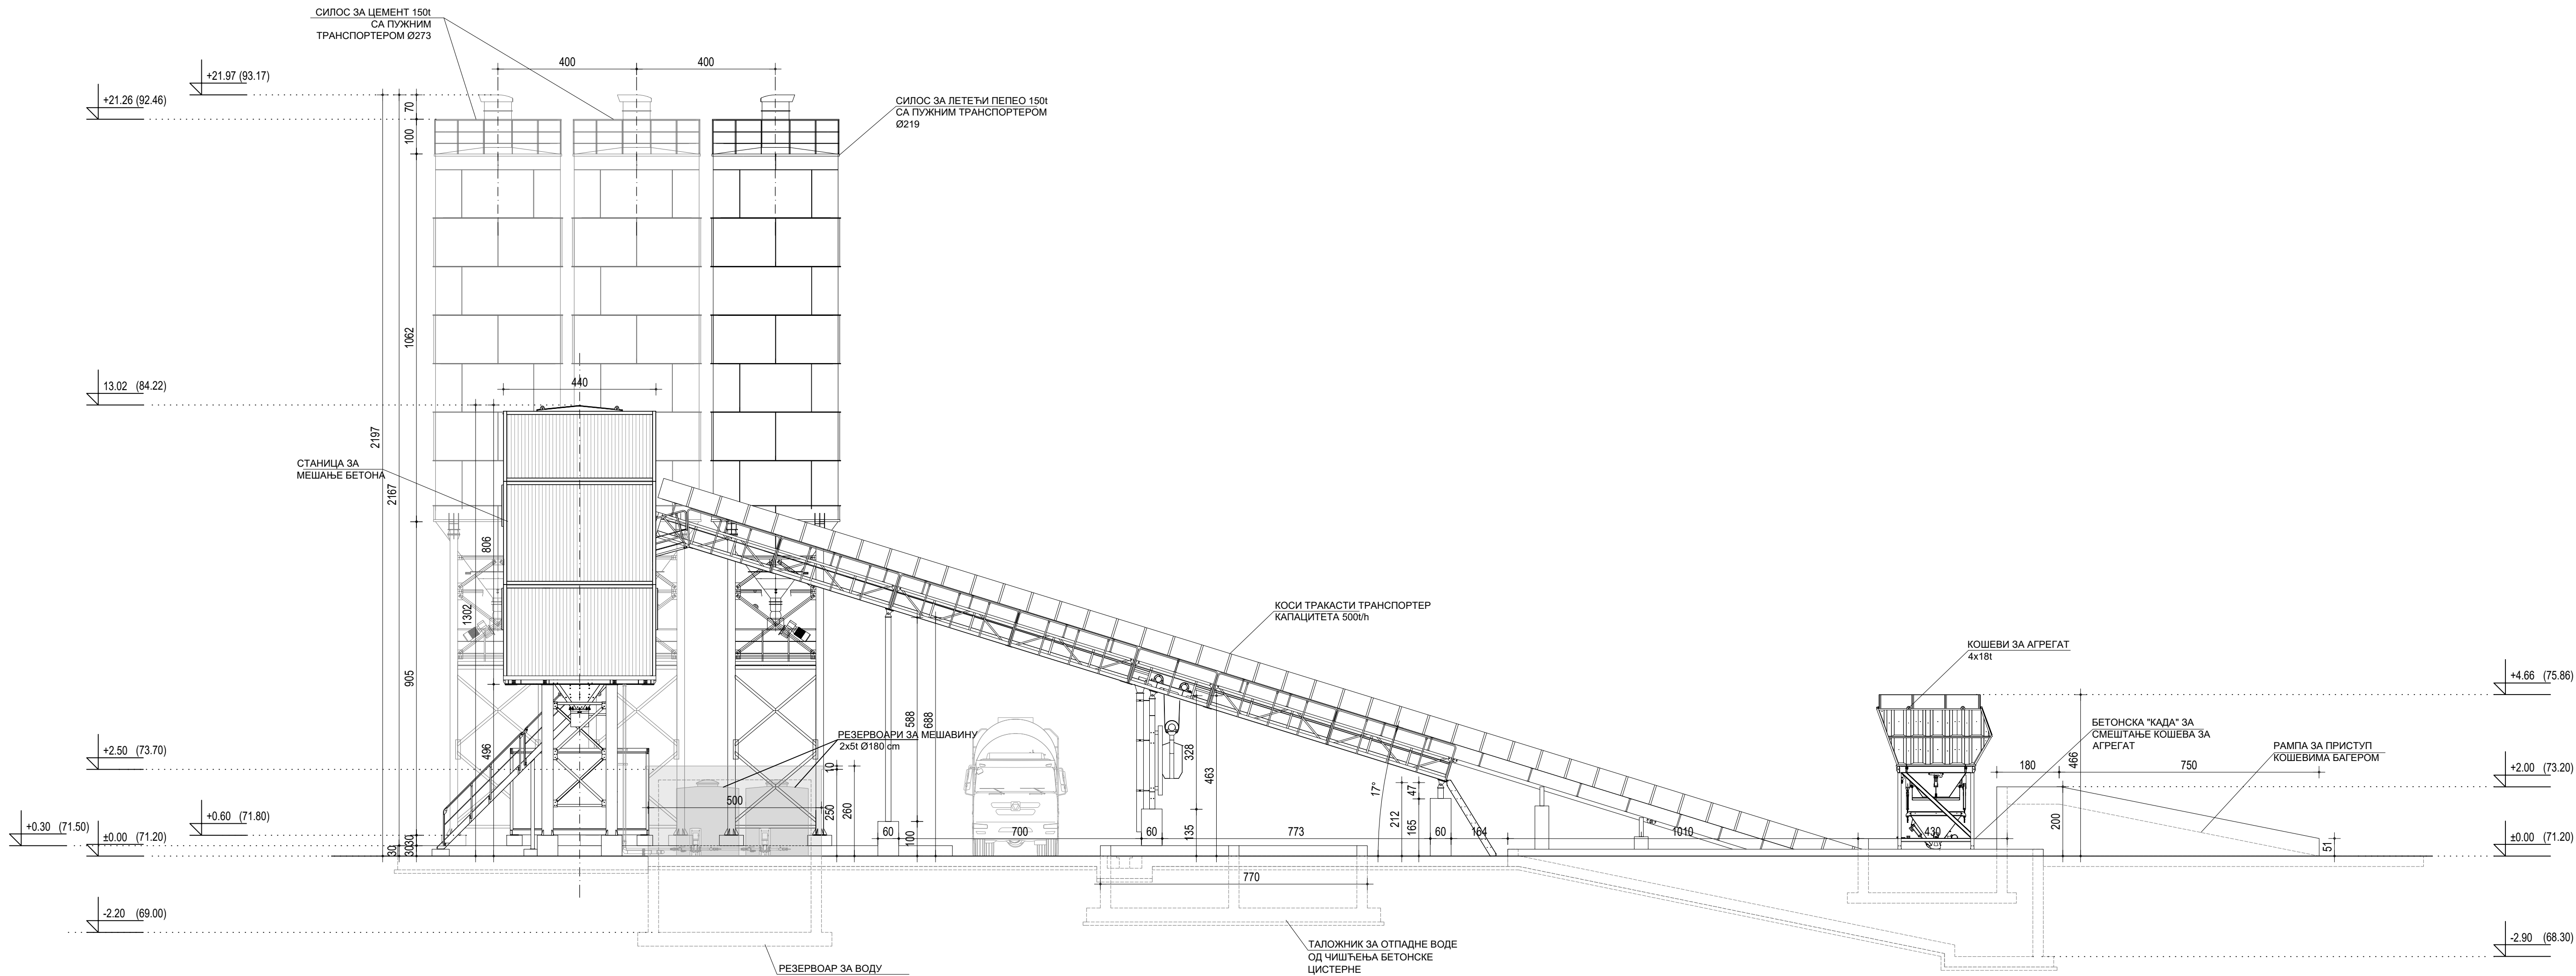 СИЛОС ЗА ЦЕМЕНТ 150t
СА ПУЖНИМ
ТРАНСПОРТЕРОМ Ø273
400
400
+21.97 (93.17)
+21.26 (92.46)
70
100
СИЛОС ЗА ЛЕТЕЋИ ПЕПЕО 150t
СА ПУЖНИМ ТРАНСПОРТЕРОМ
Ø219
1062
13.02 (84.22)
440
2197
2167
СТАНИЦА ЗА
МЕШАЊЕ БЕТОНА
806
1302
905
496
КОСИ ТРАКАСТИ ТРАНСПОРТЕР
КАПАЦИТЕТА 500t/h
КОШЕВИ ЗА АГРЕГАТ
4x18t
+4.66 (75.86)
588
688
РЕЗЕРВОАРИ ЗА МЕШАВИНУ
2x5t Ø180 cm
БЕТОНСКА "КАДА" ЗА
СМЕШТАЊЕ КОШЕВА ЗА
АГРЕГАТ
РАМПА ЗА ПРИСТУП
КОШЕВИМА БАГЕРОМ
+2.50 (73.70)
10
328
463
466
180
750
+2.00 (73.20)
500
250
260
17°
212
47
165
200
+0.60 (71.80)
+0.30 (71.50)
±0.00 (71.20)
30
30
30
100
60
700
60
135
773
60
164
1010
430
51
±0.00 (71.20)
770
-2.20 (69.00)
-2.90 (68.30)
ТАЛОЖНИК ЗА ОТПАДНЕ ВОДЕ
ОД ЧИШЋЕЊА БЕТОНСКЕ
ЦИСТЕРНЕ
РЕЗЕРВОАР ЗА ВОДУ